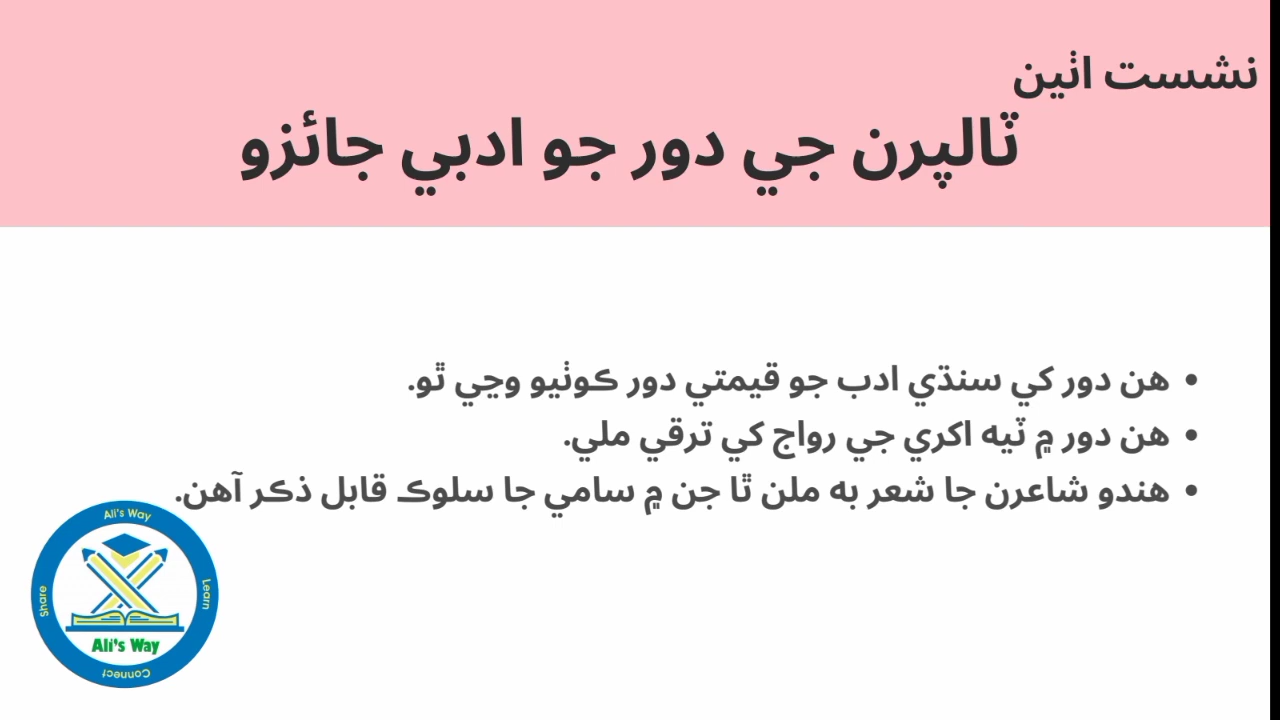 نشست اٺين
ٽالپرن جي دور جو ادبي جائزو
• هن دور کي سنڌي ادب جو قيمتي دور ڪوٺيو وڃي ٿو.
• هن دور ۾ ٽيه اکري جي رواج کي ترقي ملي.
• هندو شاعرن جا شعر به ملن ٿا جن ۾ سامي جا سلوڪ قابل ذڪر آهن.
Ali's Way
Share
Learn
Ali's Way
Connect